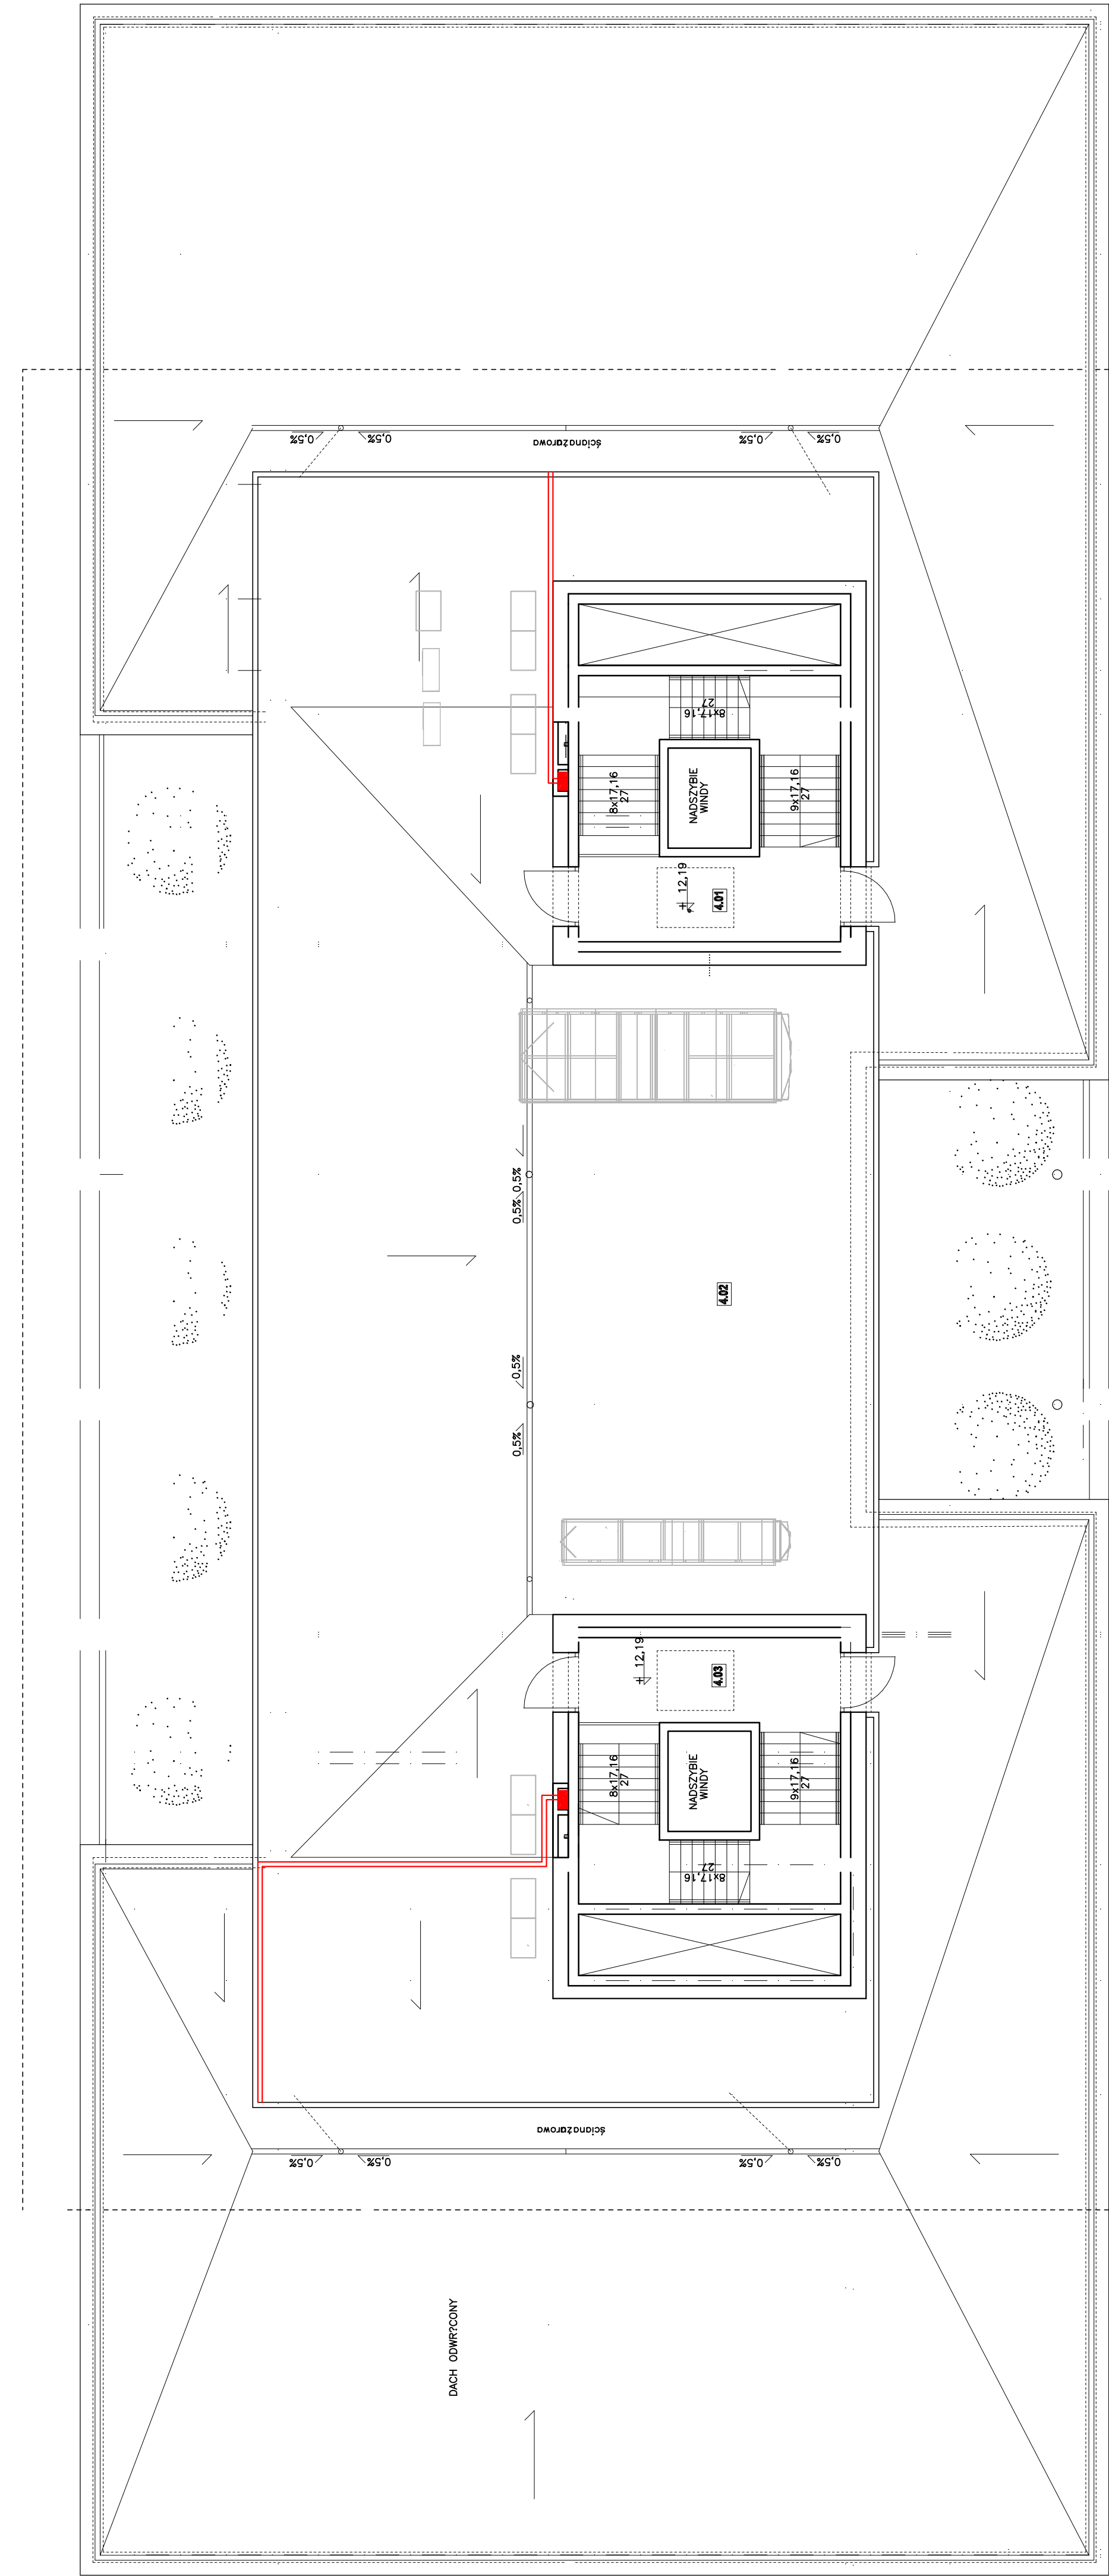 0,5%
0,5%
ścianażarowa
0,5%
0,5%
8x17,16
27
8x17,16
27
NADSZYBIE
WINDY
9x17,16
27
+ 12,19
4.01
0,5%
0,5%
4.02
0,5%
0,5%
+ 12,19
4.03
8x17,16
27
NADSZYBIE
WINDY
9x17,16
27
8x17,16
27
ścianażarowa
0,5%
0,5%
0,5%
0,5%
DACH ODWR?CONY